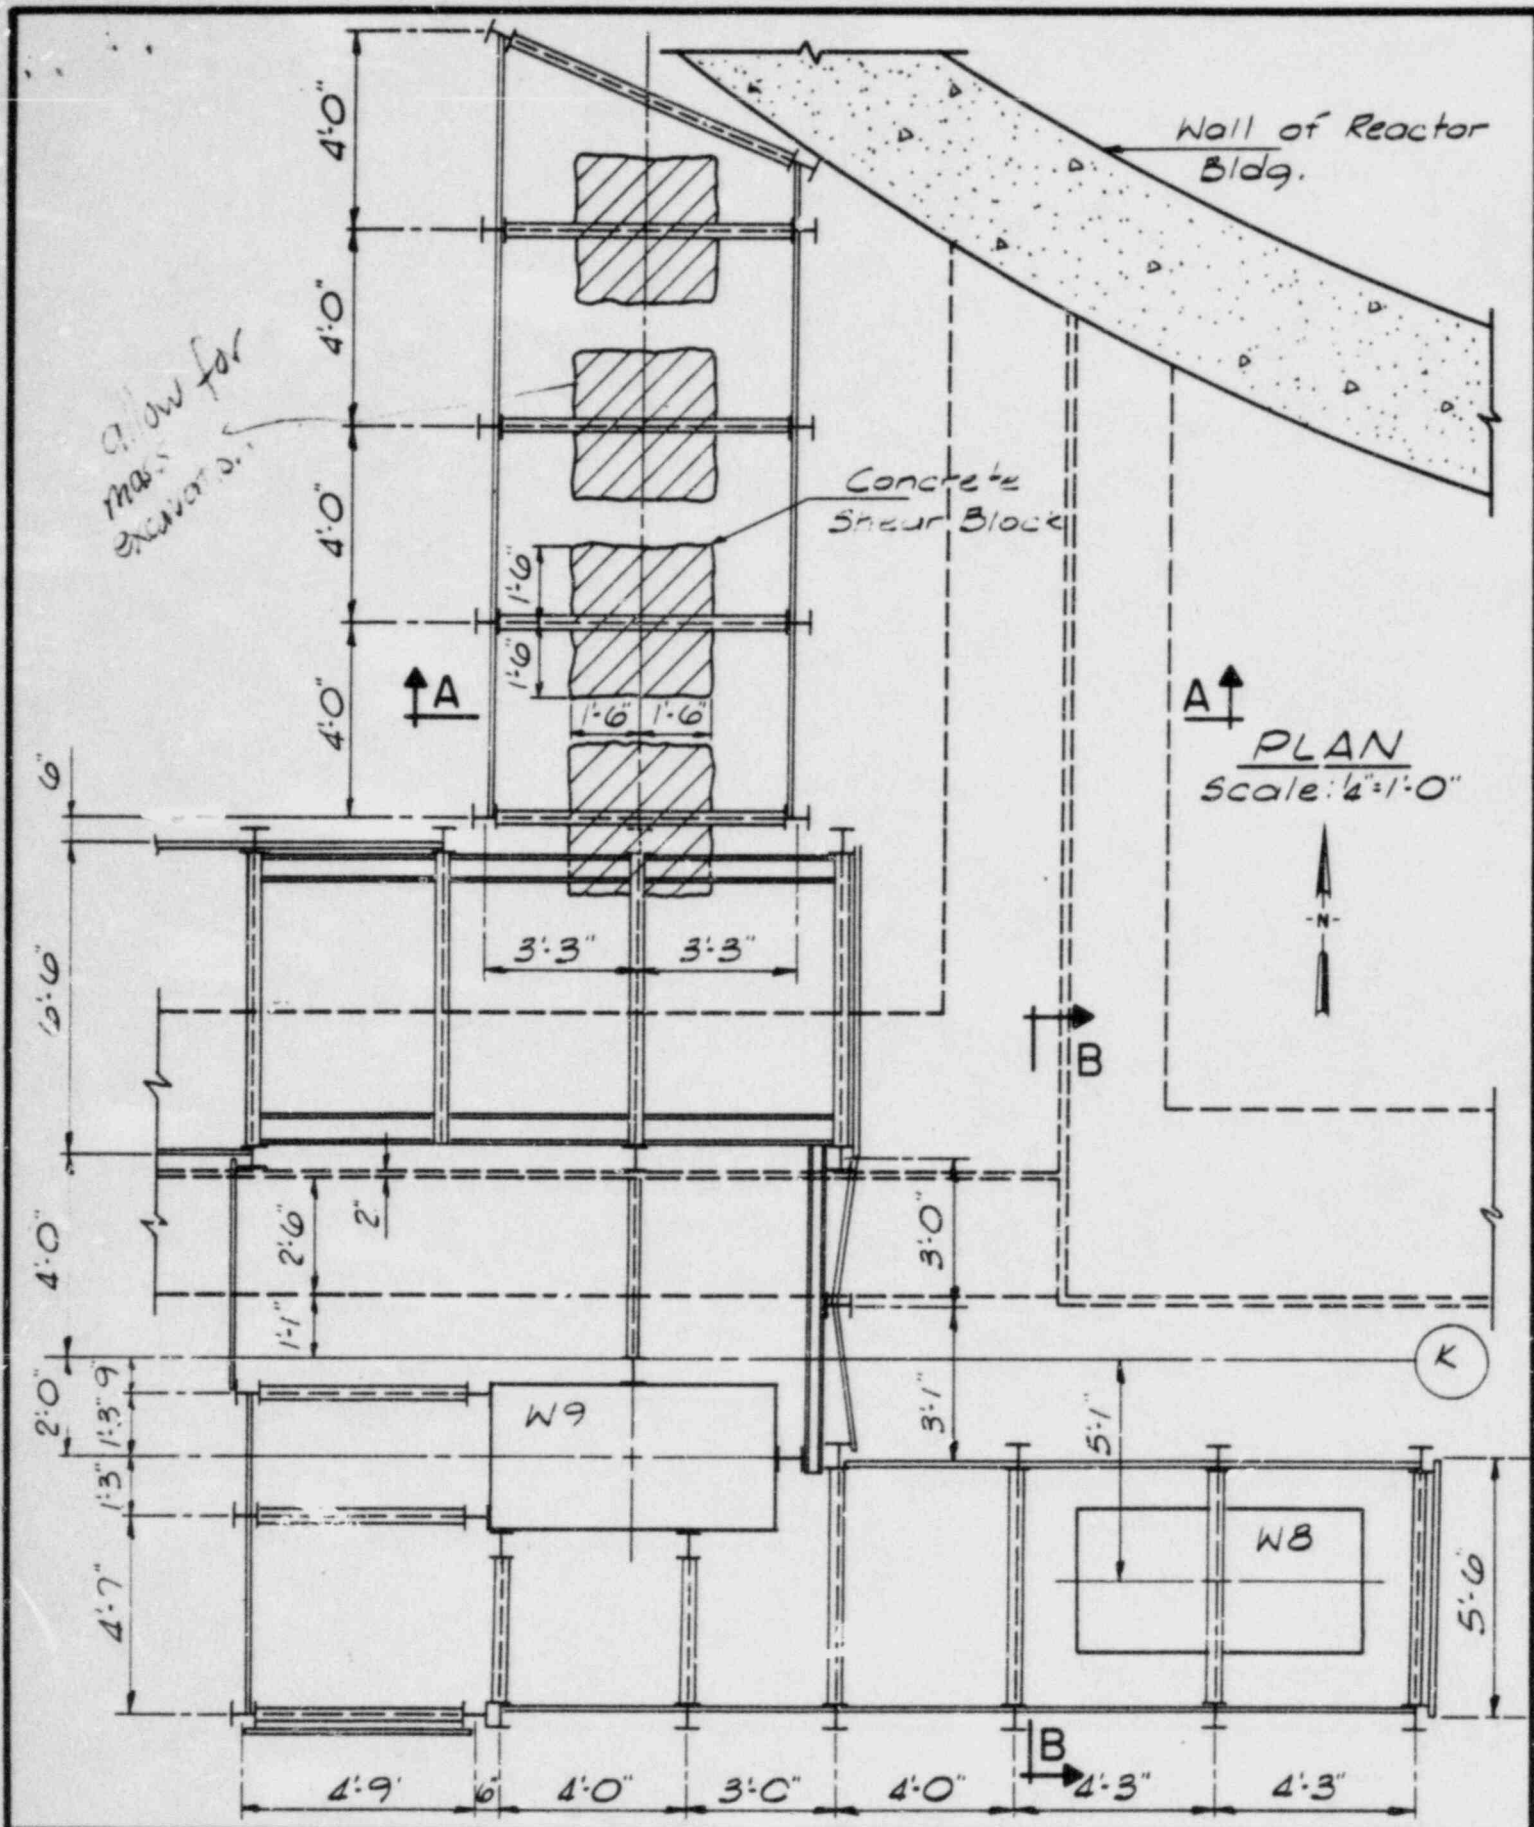 4'-0"
4'-0"
4'-0"
4'-0"
Wall of Reactor
Bldg.
allow for
mass
Concrete
Shear Block
1'-6"
1'-6"
1'-6" 1'-6"
A
A
PLAN
Scale: 1/4"=1'-0"
-N-
6"
6'-6"
3'-3" 3'-3"
B
4'-0"
2'-6"
2"
1'-1"
3'-0"
3'-1"
5'-1"
K
2'-0"
9"
1'-3"
1'-3"
4'-7"
W9
W8
5'-6"
B
4'-9" 6" 4'-0" 3'-0" 4'-0" 4'-3" 4'-3"